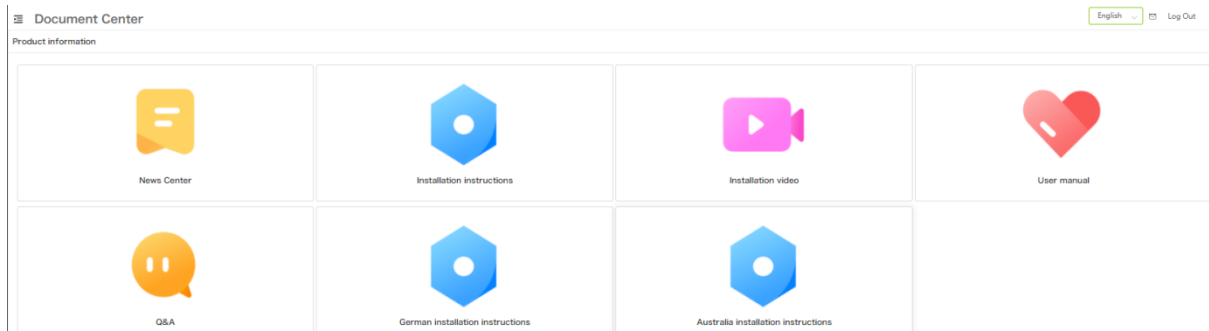 Document Center
English
Log Out
Product information
News Center
Installation instructions
Installation video
User manual
Q&A
German installation instructions
Australia installation instructions